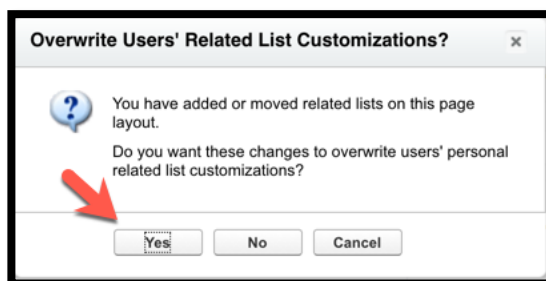 Overwrite Users' Related List Customizations?
You have added or moved related lists on this page
layout.
Do you want these changes to overwrite users' personal
related list customizations?
Yes No Cancel